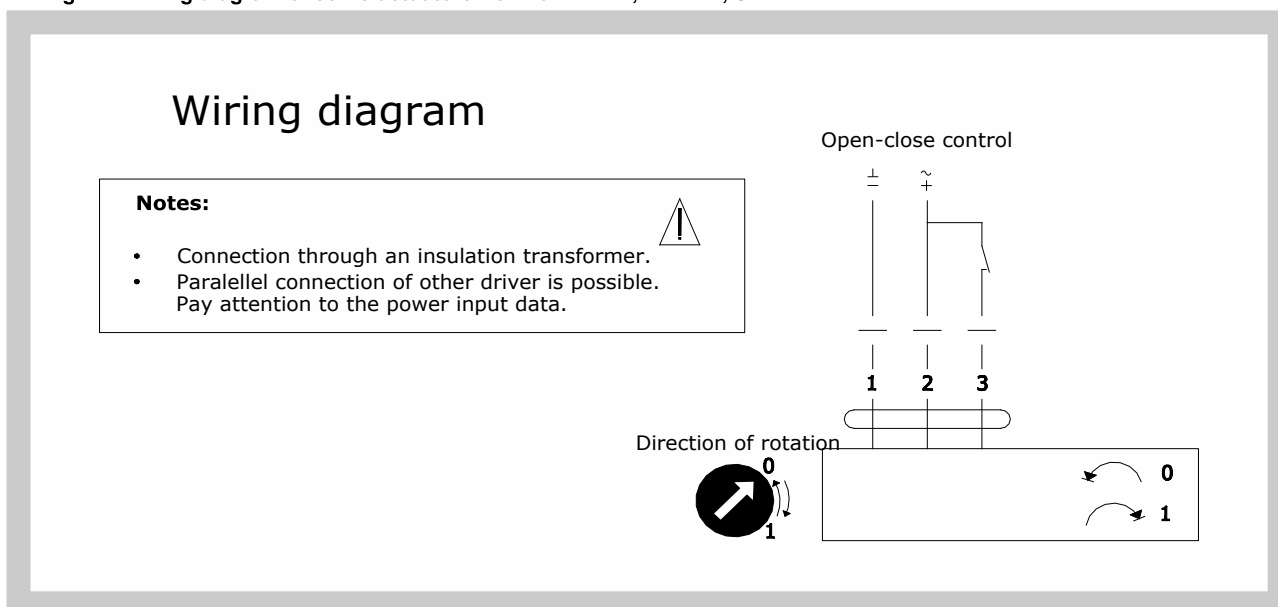 Wiring diagram
Open-close control
⊥ ~
− +
Notes:
• Connection through an insulation transformer.
• Paralellel connection of other driver is possible.
Pay attention to the power input data.
1 2 3
Direction of rotation
0
1
0
1